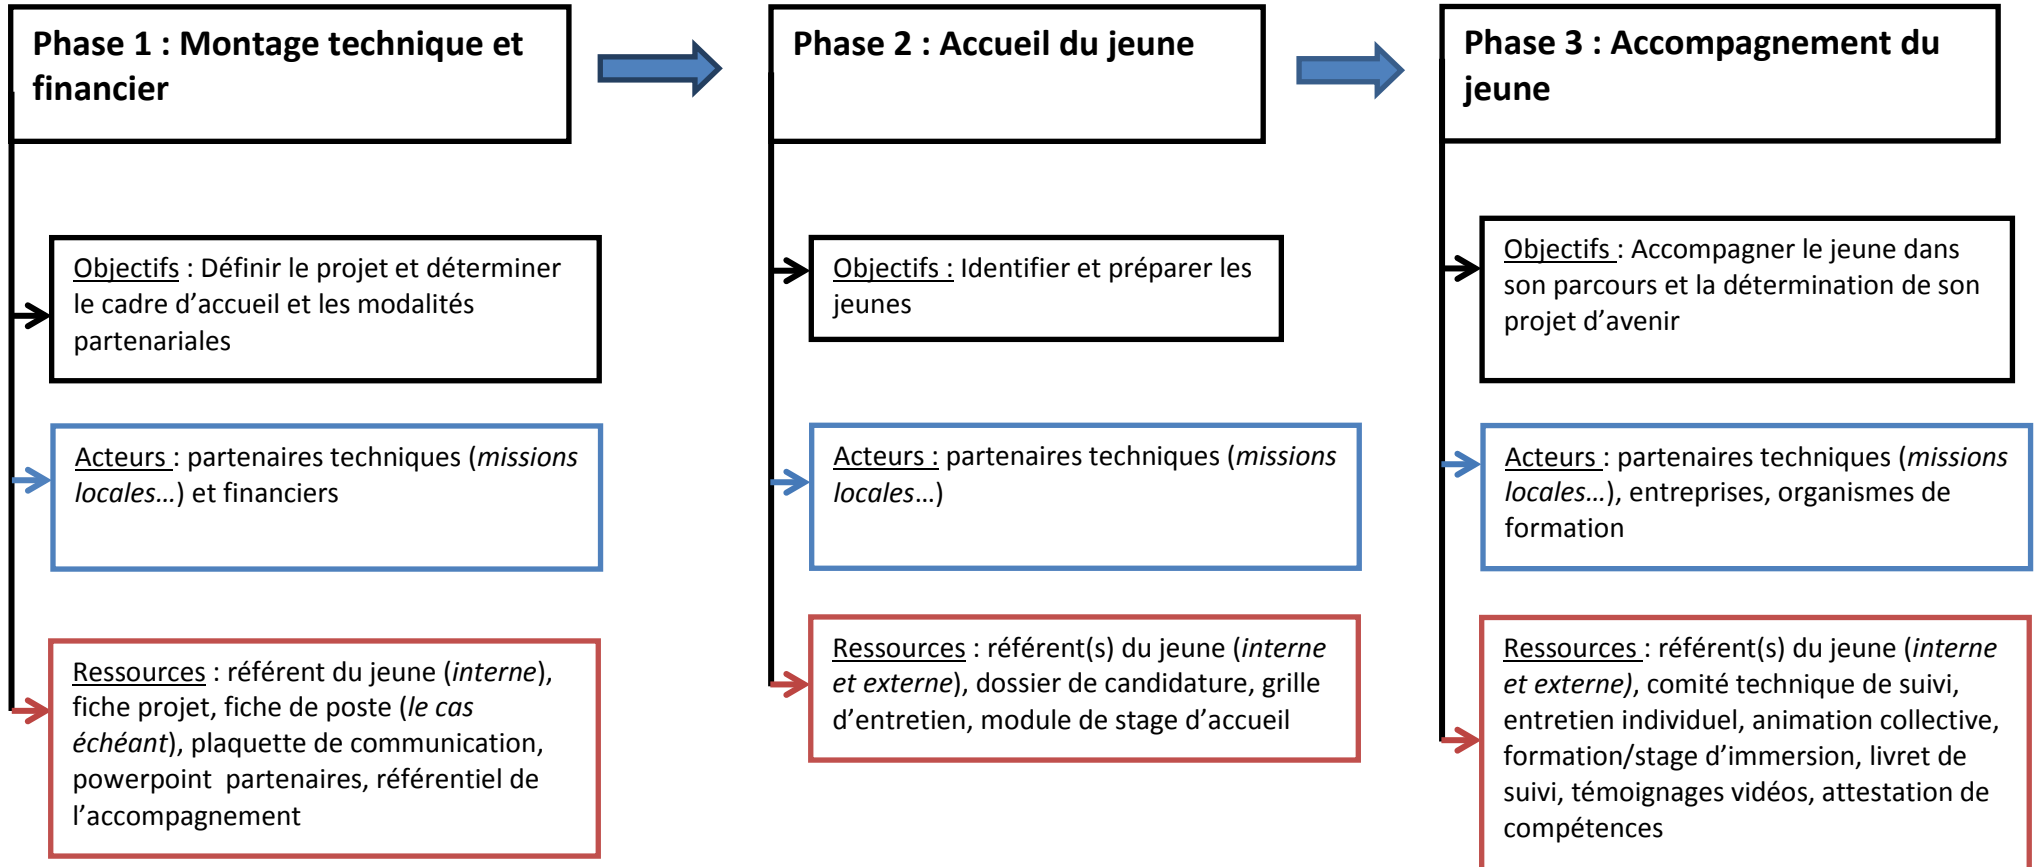 Phase 1 : Montage technique et
financier
Objectifs : Définir le projet et déterminer
le cadre d’accueil et les modalités
partenariales
Acteurs : partenaires techniques (missions
locales…) et financiers
Ressources : référent du jeune (interne),
fiche projet, fiche de poste (le cas
échéant), plaquette de communication,
powerpoint  partenaires, référentiel de
l’accompagnement
Phase 2 : Accueil du jeune
Objectifs : Identifier et préparer les
jeunes
Acteurs : partenaires techniques (missions
locales…)
Ressources : référent(s) du jeune (interne
et externe), dossier de candidature, grille
d’entretien, module de stage d’accueil
Phase 3 : Accompagnement du
jeune
Objectifs : Accompagner le jeune dans
son parcours et la détermination de son
projet d’avenir
Acteurs : partenaires techniques (missions
locales…), entreprises, organismes de
formation
Ressources : référent(s) du jeune (interne
et externe), comité technique de suivi,
entretien individuel, animation collective,
formation/stage d’immersion, livret de
suivi, témoignages vidéos, attestation de
compétences